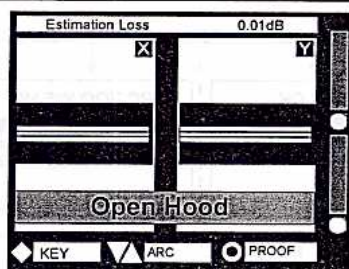 Estimation Loss 0.01dB
X Y
Open Hood
KEY ARC PROOF